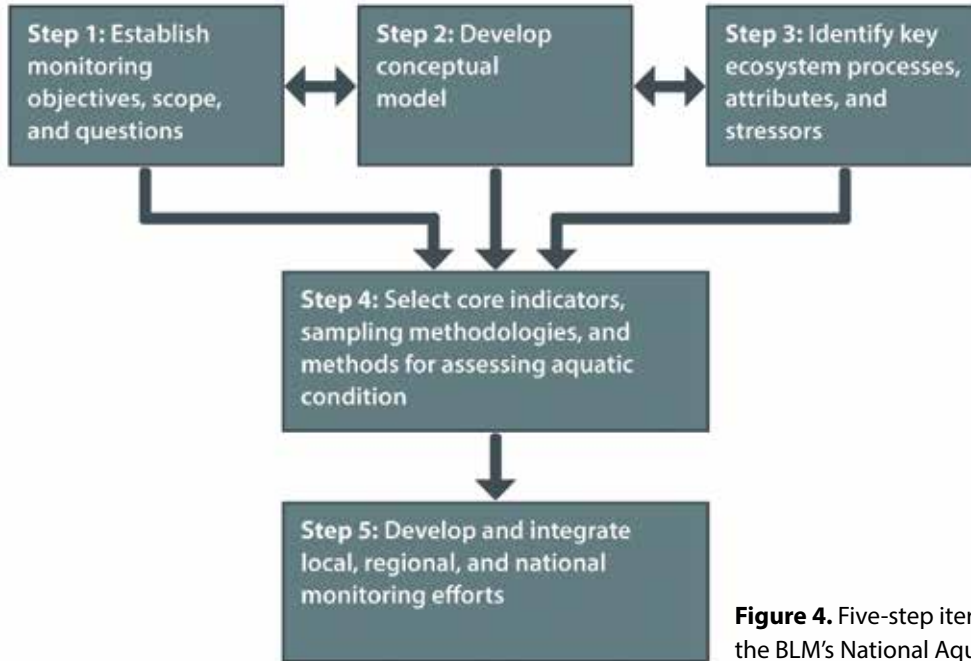 Step 1: Establish
monitoring
objectives, scope,
and questions
Step 2: Develop
conceptual
model
Step 3: Identify key
ecosystem processes,
attributes, and
stressors
Step 4: Select core indicators,
sampling methodologies, and
methods for assessing aquatic
condition
Step 5: Develop and integrate
local, regional, and national
monitoring efforts
Figure 4. Five-step
the BLM's National